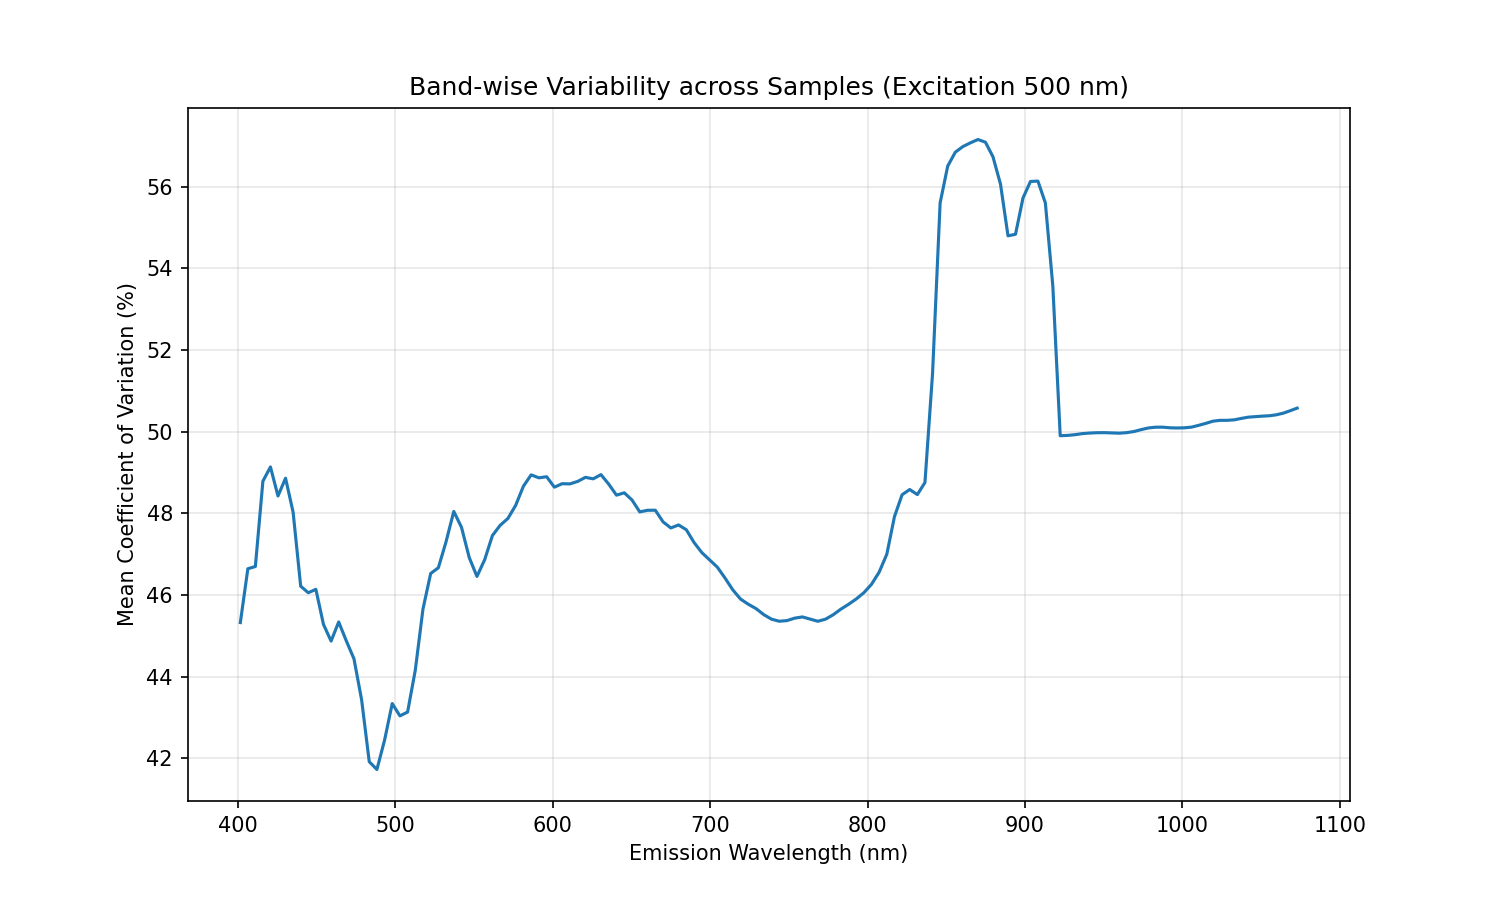 Band-wise Variability across Samples (Excitation 500 nm)
Mean Coefficient of Variation (%)
56
54
52
50
48
46
44
42
400 500 600 700 800 900 1000 1100
Emission Wavelength (nm)